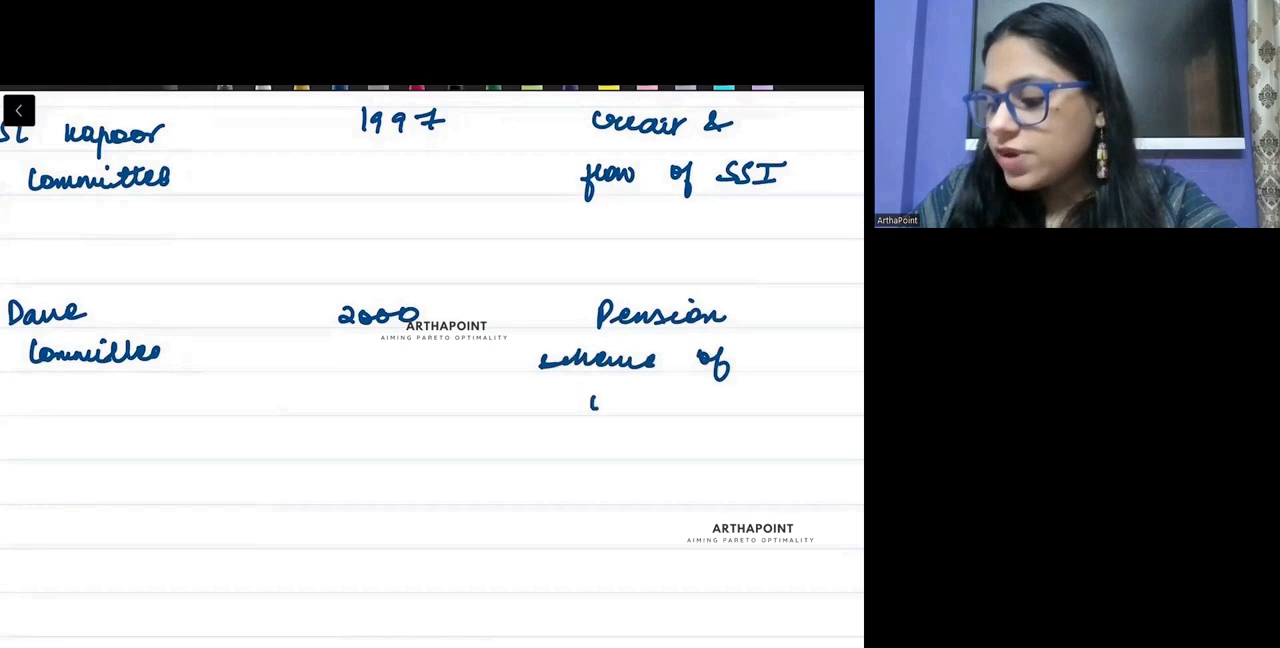 SL Kapoor 1997 Credit &
Committee flow of SSI
Dave 2000 Pension
Committee scheme of
ARTHAPOINT
AIMING PARETO OPTIMALITY
ARTHAPOINT
AIMING PARETO OPTIMALITY
ArthaPoint